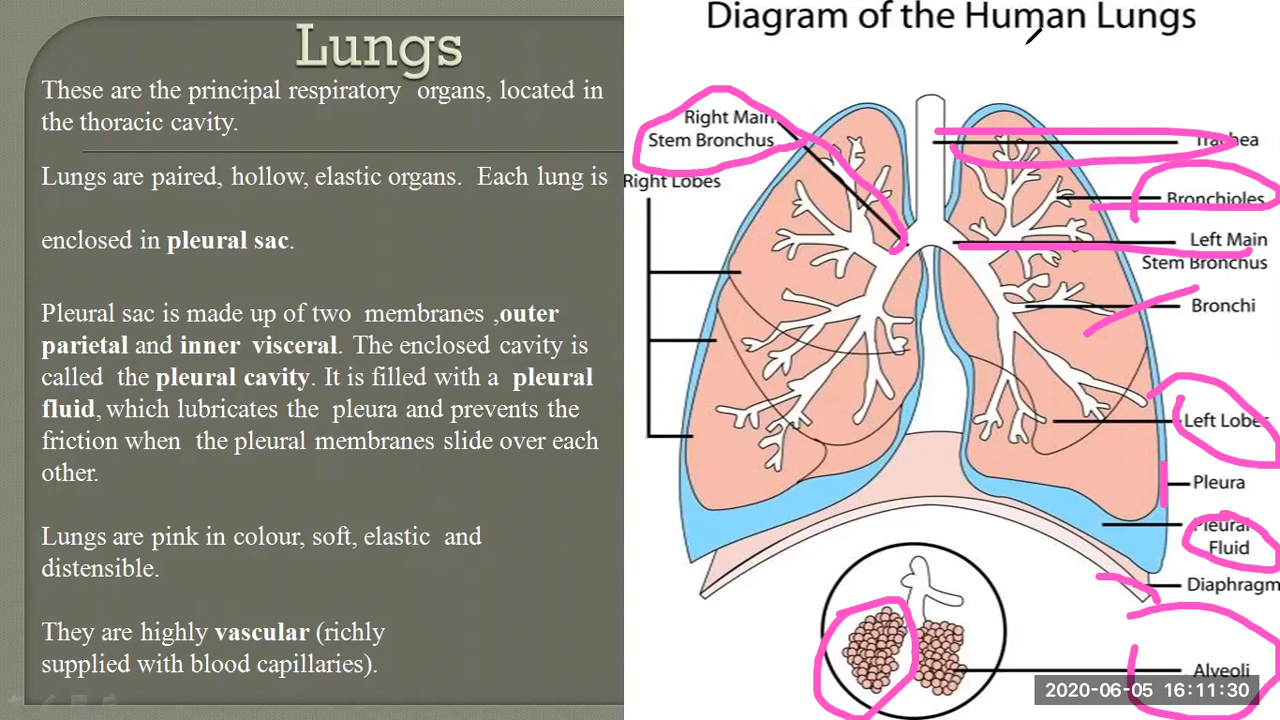 Lungs
These are the principal respiratory organs, located in
the thoracic cavity.
Lungs are paired, hollow, elastic organs. Each lung is
enclosed in pleural sac.
Pleural sac is made up of two membranes ,outer
parietal and inner visceral. The enclosed cavity is
called the pleural cavity. It is filled with a pleural
fluid, which lubricates the pleura and prevents the
friction when the pleural membranes slide over each
other.
Lungs are pink in colour, soft, elastic and
distensible.
They are highly vascular (richly
supplied with blood capillaries).
Diagram of the Human Lungs
Right Main
Stem Bronchus
Right Lobes
Trachea
Bronchioles
Left Main
Stem Bronchus
Bronchi
Left Lobes
Pleura
Pleural
Fluid
Diaphragm
Alveoli
2020-06-05 16:11:30